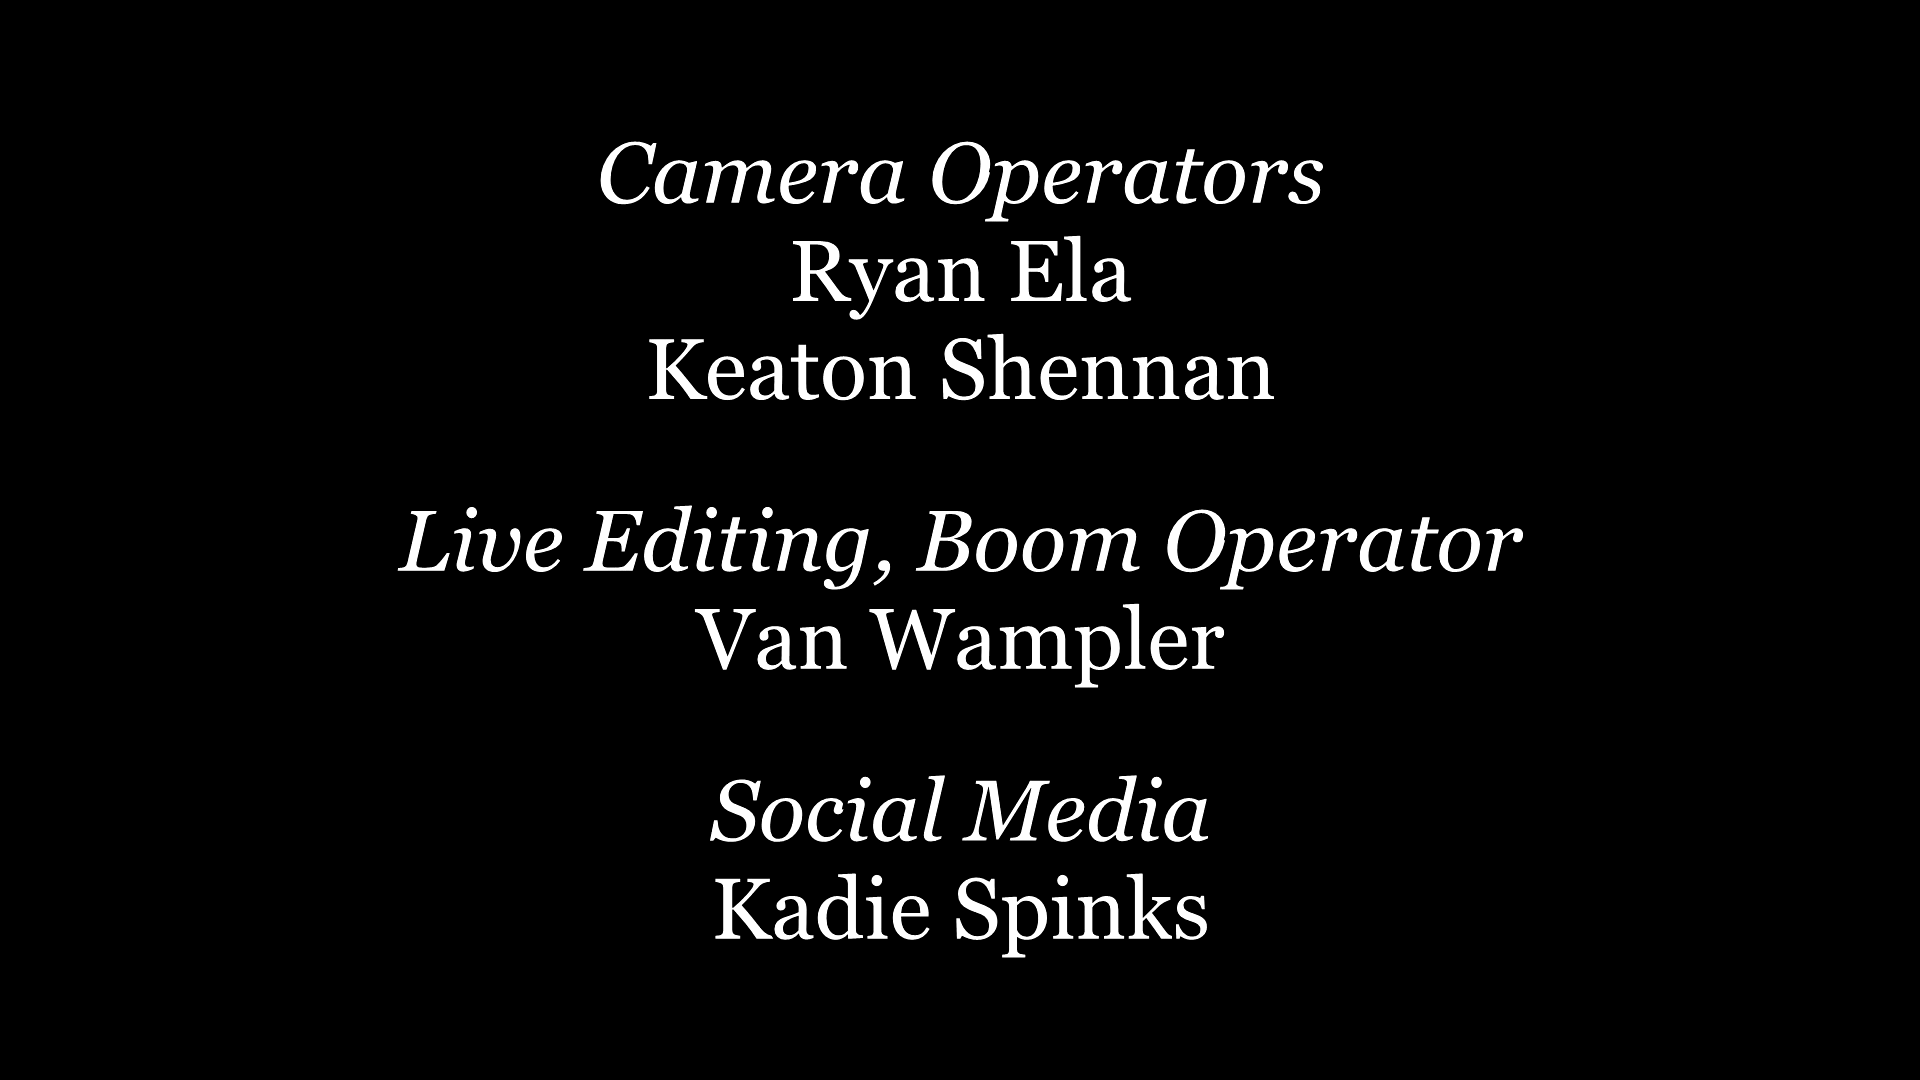 Camera Operators
Ryan Ela
Keaton Shennan
Live Editing, Boom Operator
Van Wampler
Social Media
Kadie Spinks